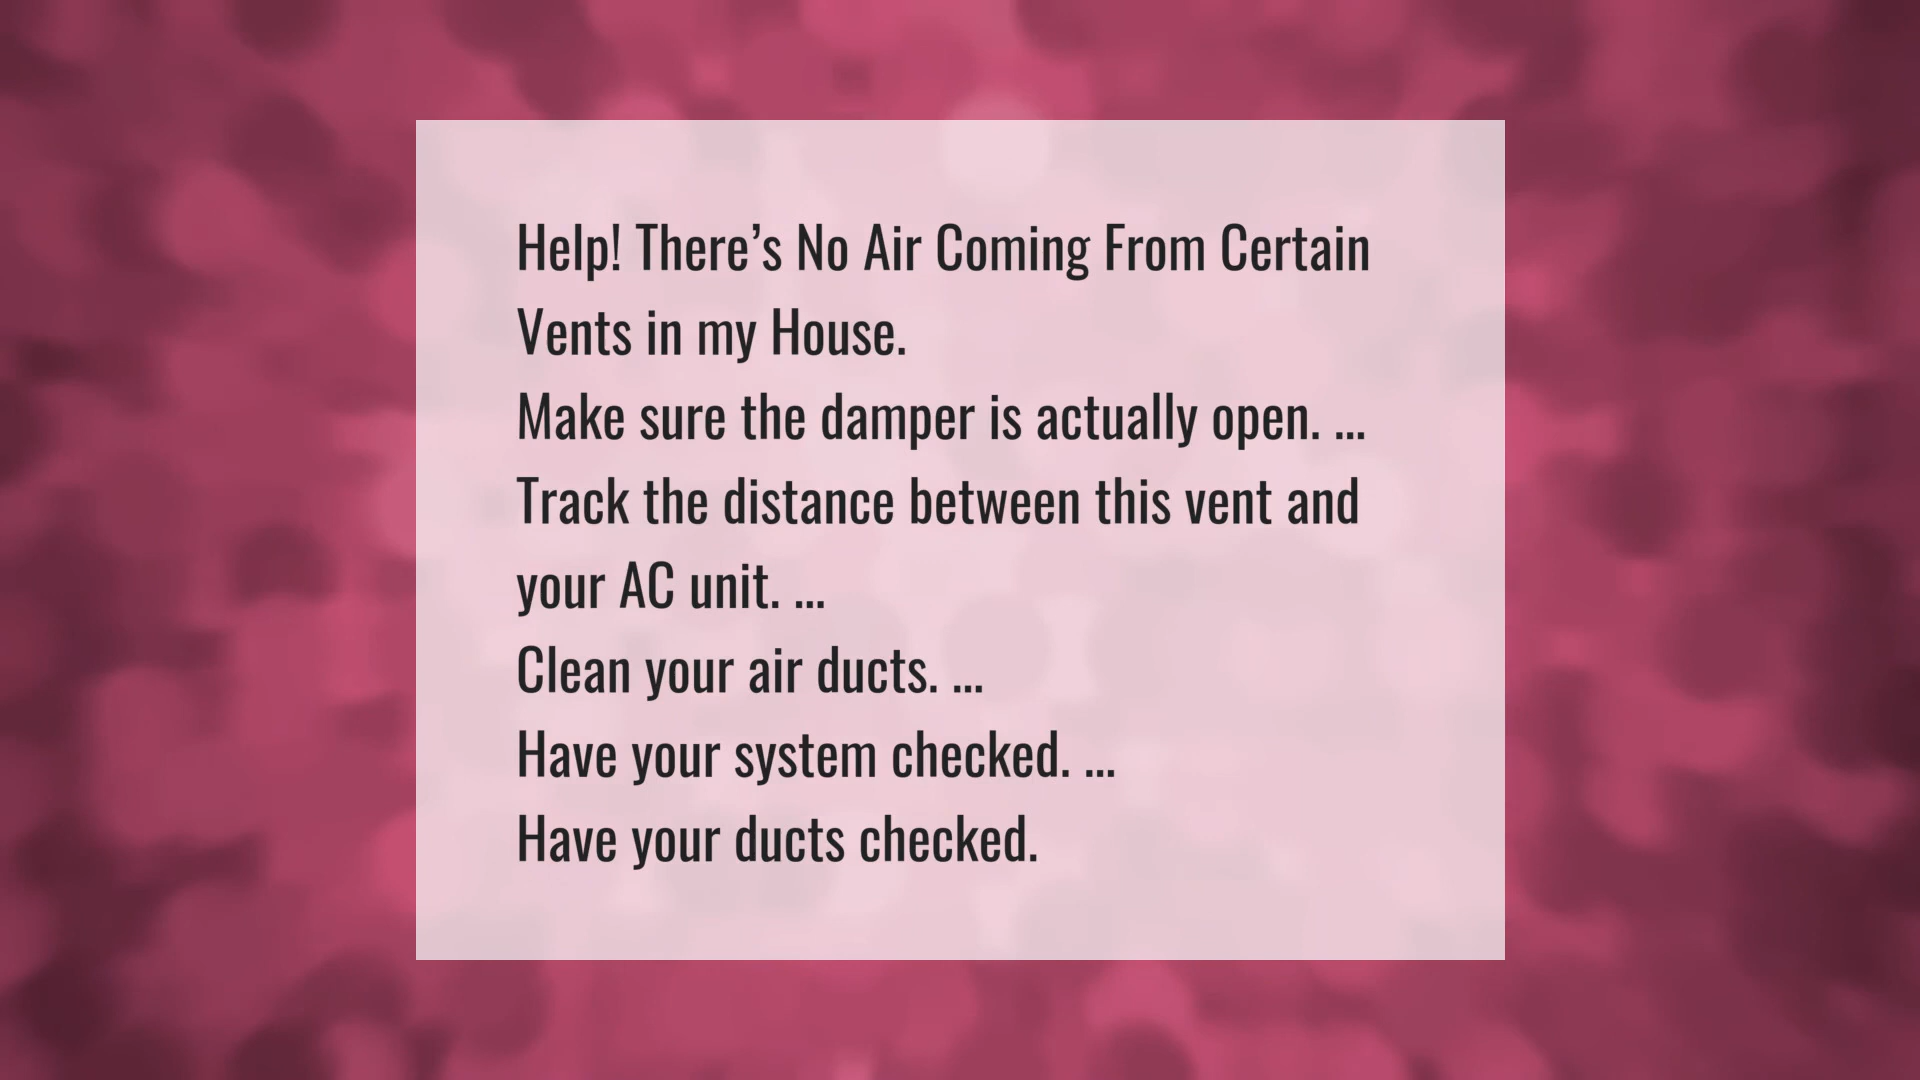 Help! There’s No Air Coming From Certain
Vents in my House.
Make sure the damper is actually open. ...
Track the distance between this vent and
your AC unit. ...
Clean your air ducts. ...
Have your system checked. ...
Have your ducts checked.